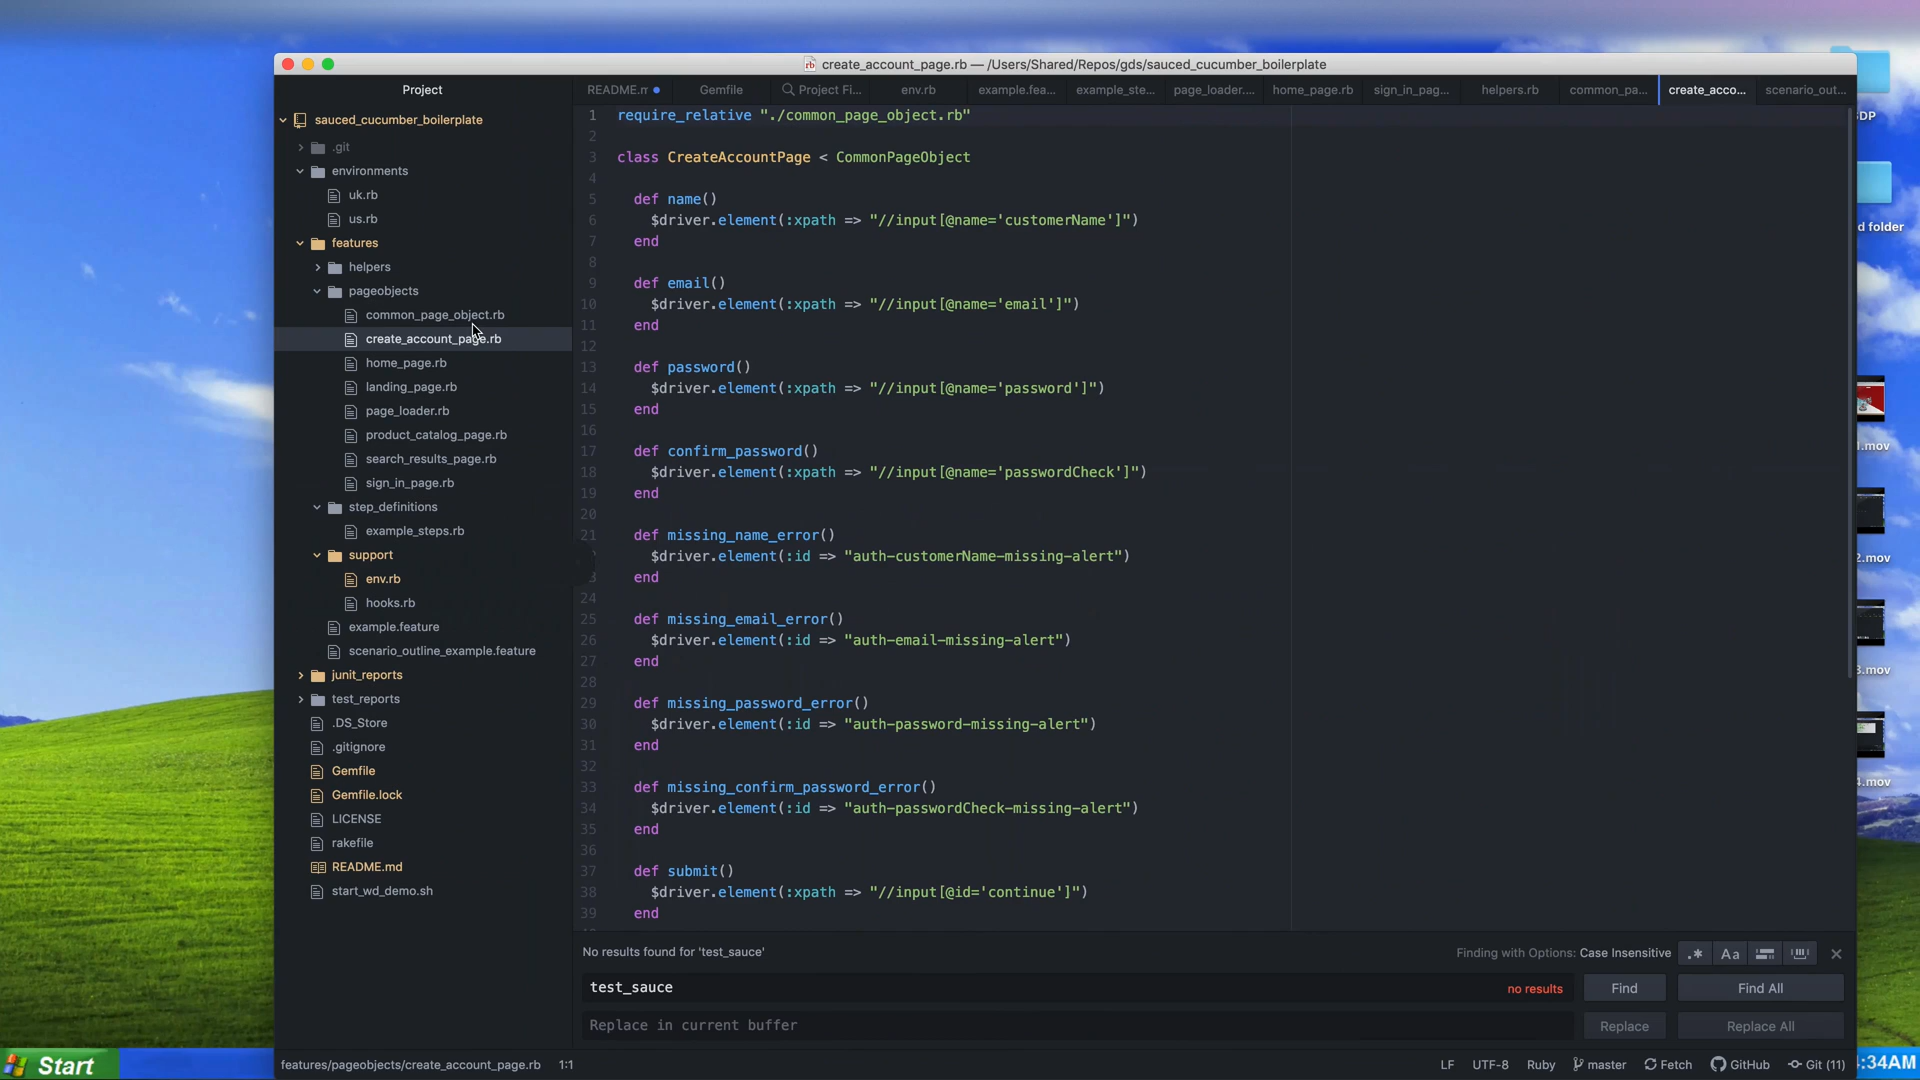 create_account_page.rb — /Users/Shared/Repos/gds/sauced_cucumber_boilerplate
Project
README.m
Gemfile
Project Fi...
env.rb
example.fea...
example_ste...
page_loader....
home_page.rb
sign_in_pag...
helpers.rb
common_pa...
create_acco...
scenario_out...
sauced_cucumber_boilerplate
.git
environments
uk.rb
us.rb
features
helpers
pageobjects
common_page_object.rb
create_account_page.rb
home_page.rb
landing_page.rb
page_loader.rb
product_catalog_page.rb
search_results_page.rb
sign_in_page.rb
step_definitions
example_steps.rb
support
env.rb
hooks.rb
example.feature
scenario_outline_example.feature
junit_reports
test_reports
.DS_Store
.gitignore
Gemfile
Gemfile.lock
LICENSE
rakefile
README.md
start_wd_demo.sh
1 require_relative "./common_page_object.rb"
2
3 class CreateAccountPage < CommonPageObject
4
5 def name()
6 $driver.element(:xpath => "//input[@name='customerName']")
7 end
8
9 def email()
10 $driver.element(:xpath => "//input[@name='email']")
11 end
12
13 def password()
14 $driver.element(:xpath => "//input[@name='password']")
15 end
16
17 def confirm_password()
18 $driver.element(:xpath => "//input[@name='passwordCheck']")
19 end
20
21 def missing_name_error()
$driver.element(:id => "auth-customerName-missing-alert")
3 end
24
25 def missing_email_error()
26 $driver.element(:id => "auth-email-missing-alert")
27 end
28
29 def missing_password_error()
30 $driver.element(:id => "auth-password-missing-alert")
31 end
32
33 def missing_confirm_password_error()
34 $driver.element(:id => "auth-passwordCheck-missing-alert")
35 end
36
37 def submit()
38 $driver.element(:xpath => "//input[@id='continue']")
39 end
No results found for 'test_sauce'
Finding with Options: Case Insensitive
.*
Aa
test_sauce
no results
Find
Find All
Replace in current buffer
Replace
Replace All
features/pageobjects/create_account_page.rb 1:1
LF
UTF-8
Ruby
master
Fetch
GitHub
Git (11)
Start
:34AM
DP
d folder
.mov
2.mov
3.mov
.mov